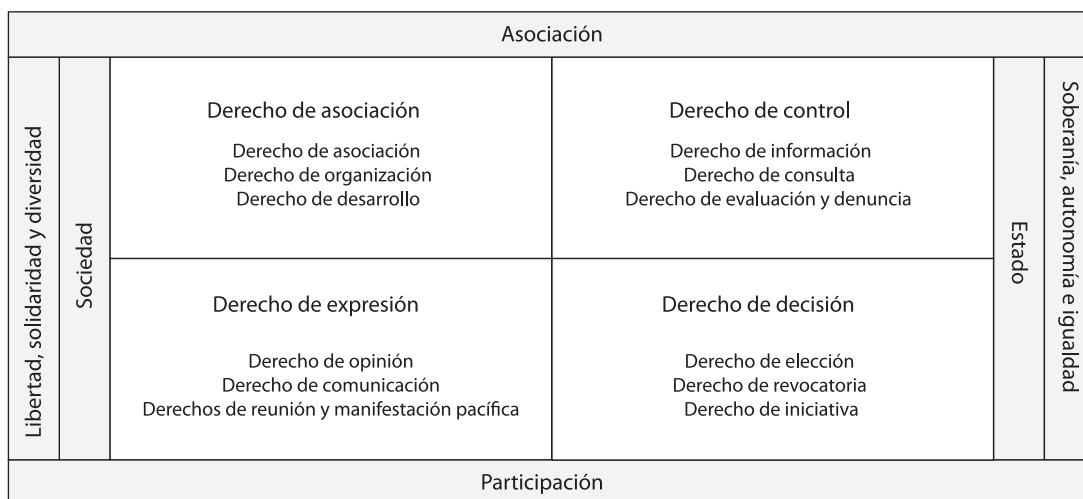 Asociación
Libertad, solidaridad y diversidad
Sociedad
Derecho de asociación
Derecho de asociación
Derecho de organización
Derecho de desarrollo
Derecho de control
Derecho de información
Derecho de consulta
Derecho de evaluación y denuncia
Derecho de expresión
Derecho de opinión
Derecho de comunicación
Derechos de reunión y manifestación pacífica
Derecho de decisión
Derecho de elección
Derecho de revocatoria
Derecho de iniciativa
Estado
Soberanía, autonomía e igualdad
Participación